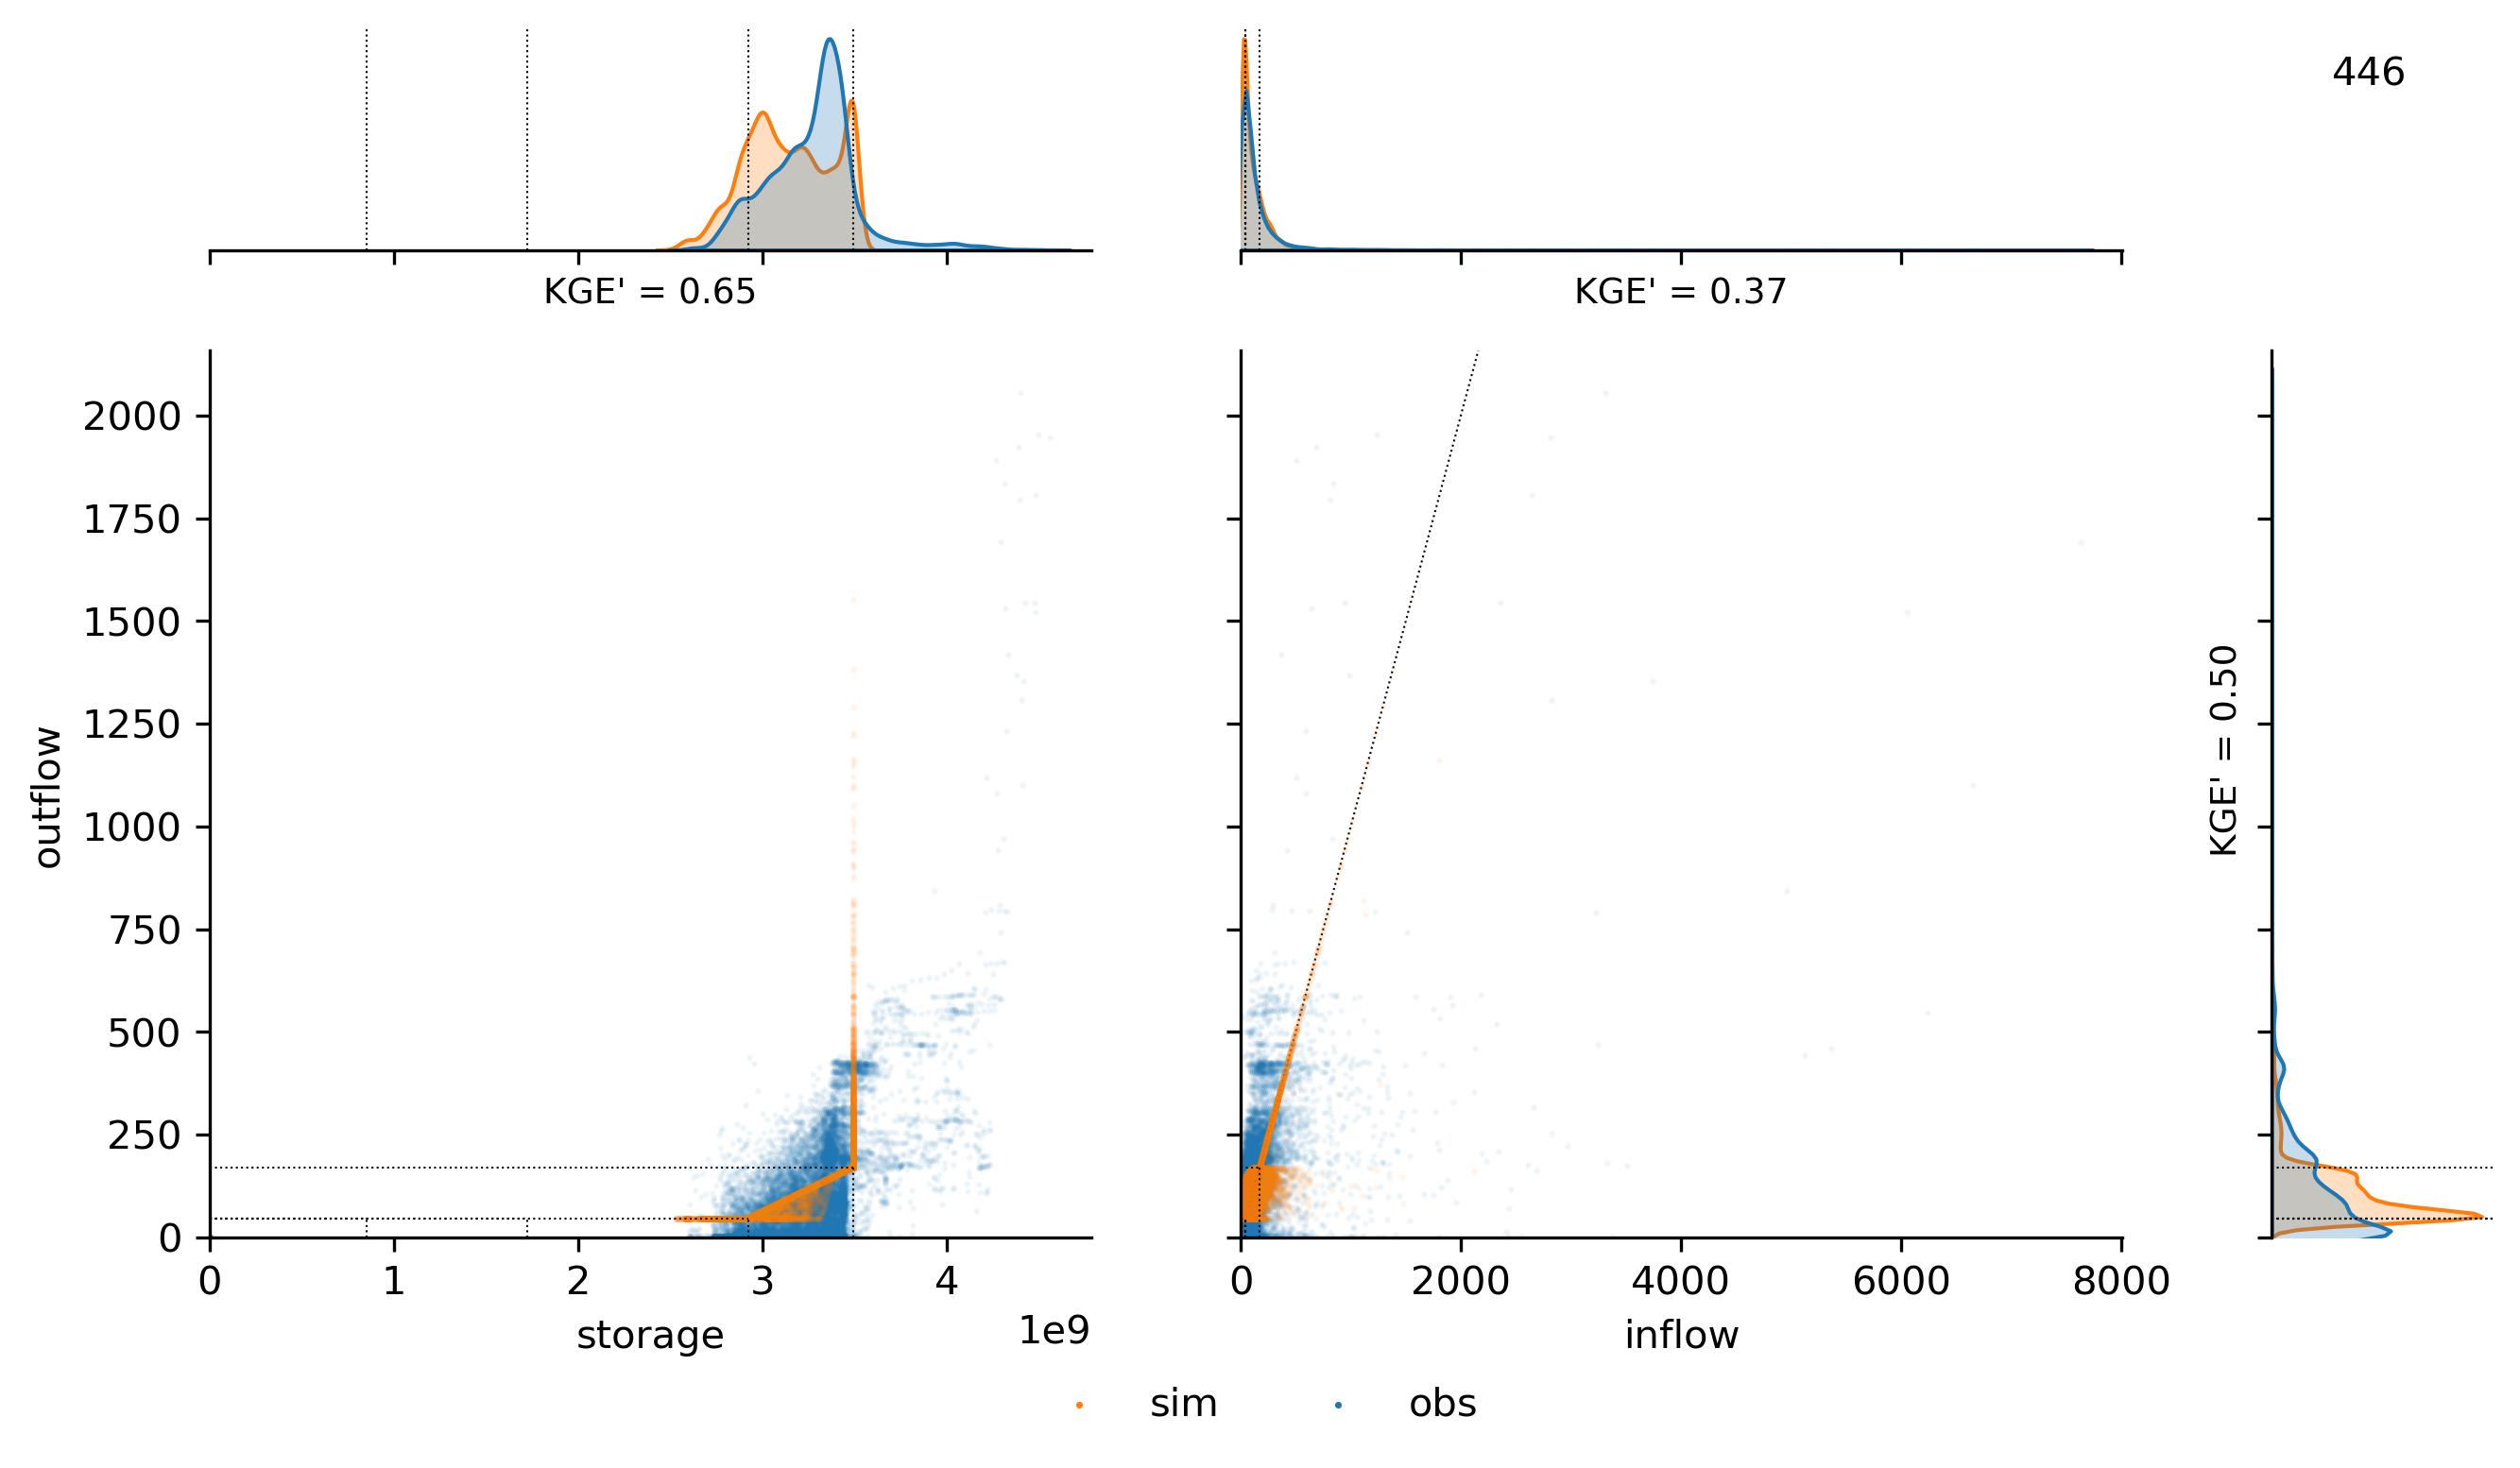 446
KGE' = 0.65
KGE' = 0.37
2000
1750
1500
1250
1000
750
500
250
0
outflow
KGE' = 0.50
0 1 2 3 4
0 2000 4000 6000 8000
storage
1e9
inflow
sim obs